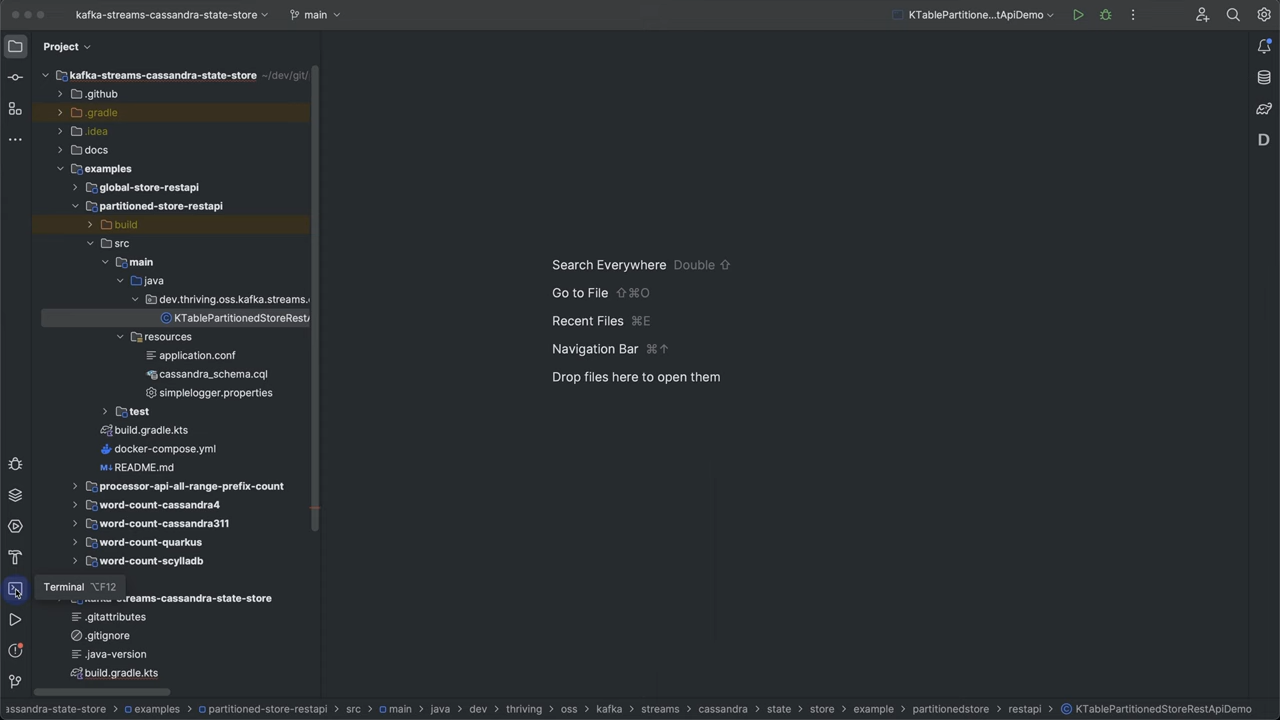 kafka-streams-cassandra-state-store
main
KTablePartitione...tApiDemo
Project
kafka-streams-cassandra-state-store ~/dev/git/
.github
.gradle
.idea
docs
examples
global-store-restapi
partitioned-store-restapi
build
src
main
java
dev.thriving.oss.kafka.streams.
KTablePartitionedStoreRestA
resources
application.conf
cassandra_schema.cql
simplelogger.properties
test
build.gradle.kts
docker-compose.yml
README.md
processor-api-all-range-prefix-count
word-count-cassandra4
word-count-cassandra311
word-count-quarkus
word-count-scylladb
kafka-streams-cassandra-state-store
.gitattributes
.gitignore
.java-version
build.gradle.kts
Terminal ⌥F12
Search Everywhere Double ⇧
Go to File ⇧⌘O
Recent Files ⌘E
Navigation Bar ⌘↑
Drop files here to open them
D
assandra-state-store > examples > partitioned-store-restapi > src > main > java > dev > thriving > oss > kafka > streams > cassandra > state > store > example > partitionedstore > restapi > KTablePartitionedStoreRestApiDemo